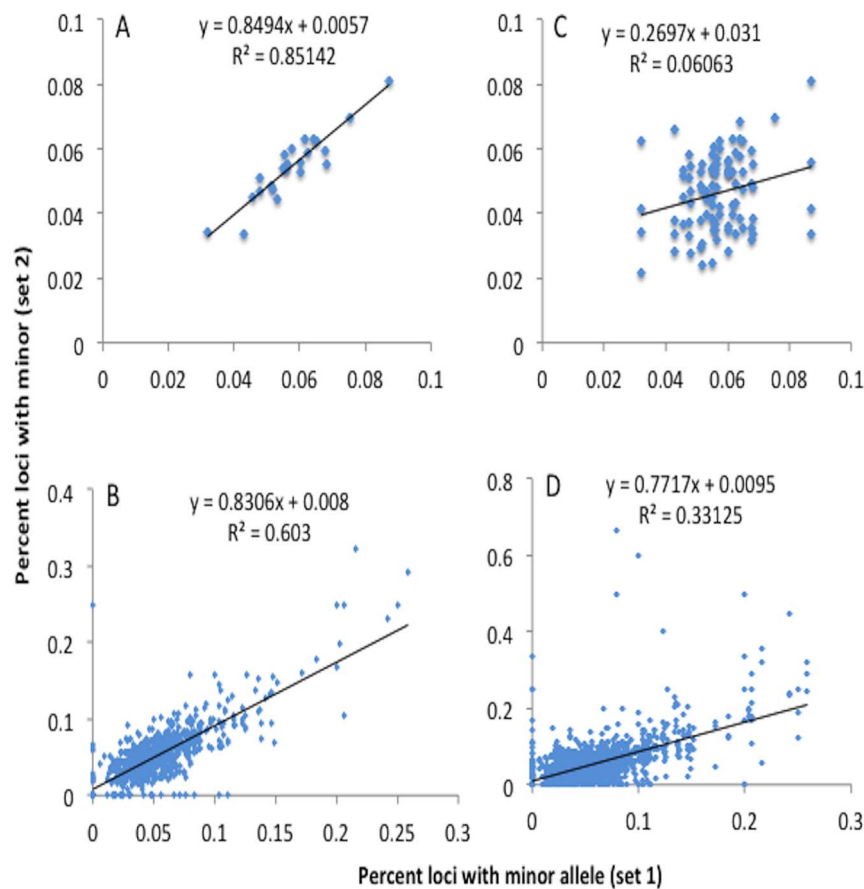 Percent loci with minor (set 2)
A
y = 0.8494x + 0.0057
R² = 0.85142
0.1
0.08
0.06
0.04
0.02
0
0 0.02 0.04 0.06 0.08 0.1
C
y = 0.2697x + 0.031
R² = 0.06063
0.1
0.08
0.06
0.04
0.02
0
0 0.02 0.04 0.06 0.08 0.1
B
y = 0.8306x + 0.008
R² = 0.603
0.4
0.3
0.2
0.1
0
0 0.05 0.1 0.15 0.2 0.25 0.3
D
y = 0.7717x + 0.0095
R² = 0.33125
0.8
0.6
0.4
0.2
0
0 0.1 0.2 0.3
Percent loci with minor allele (set 1)